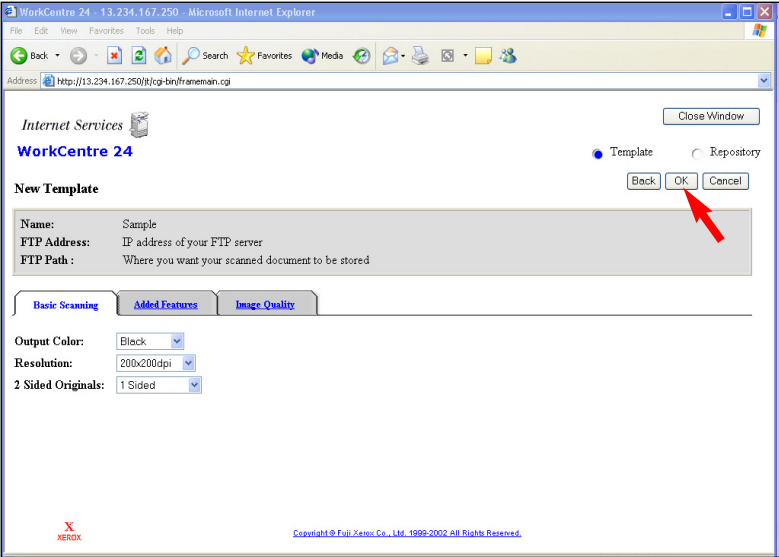 WorkCentre 24 - 13.234.167.250 - Microsoft Internet Explorer
File Edit View Favorites Tools Help
Back Search Favorites Media
Address http://13.234.167.250/jt/cgi-bin/framemain.cgi
Close Window
Internet Services
WorkCentre 24
Template Repository
Back OK Cancel
New Template
Name: Sample
FTP Address: IP address of your FTP server
FTP Path : Where you want your scanned document to be stored
Basic Scanning Added Features Image Quality
Output Color: Black
Resolution: 200x200dpi
2 Sided Originals: 1 Sided
X
XEROX
Copyright © Fuji Xerox Co., Ltd. 1999-2002 All Rights Reserved.